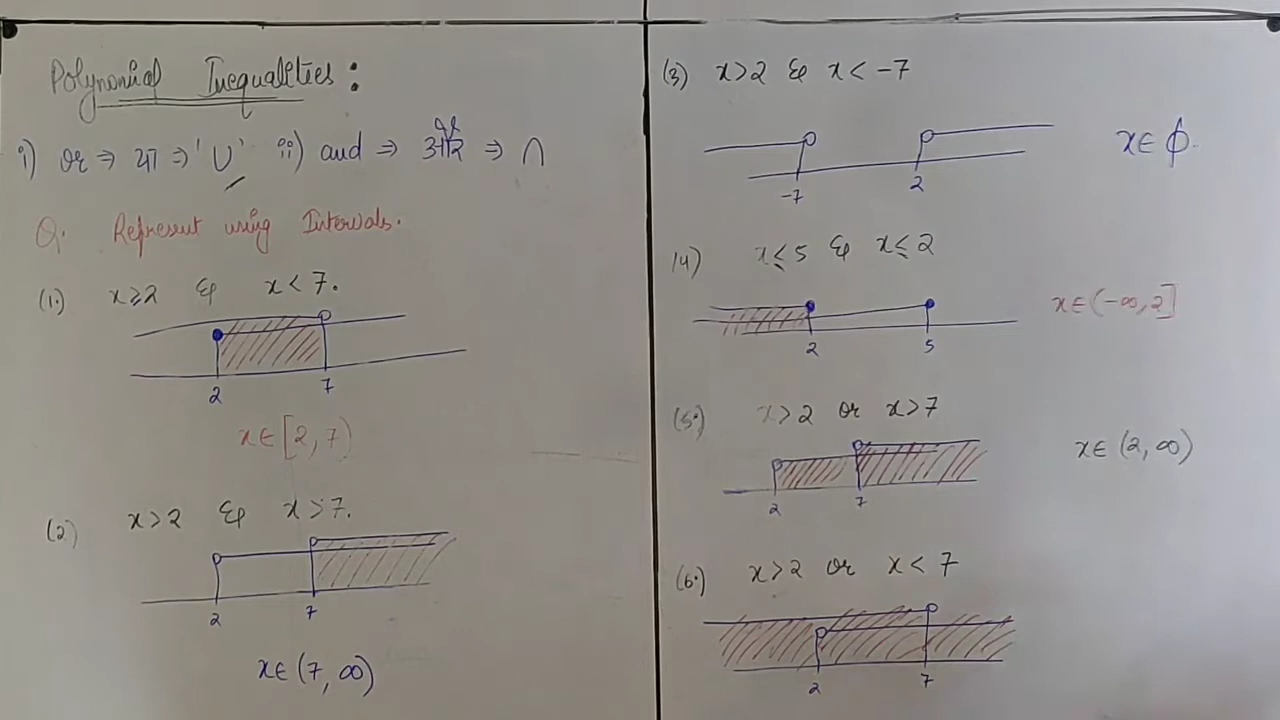 Polynomial Inequalities :
i) or ⇒ या ⇒ 'U' ii) and ⇒ और ⇒ ∩
Q. Represent using Intervals.
(1.) x≥2 & x<7.
2 7
x∈[2,7)
(2) x>2 & x>7.
2 7
x∈(7,∞)
(3) x>2 & x<-7
-7 2
x∈ϕ.
(4) x≤5 & x≤2
2 5
x∈(-∞,2]
(5.) x>2 or x>7
2 7
x∈(2,∞)
(6.) x>2 or x<7
2 7